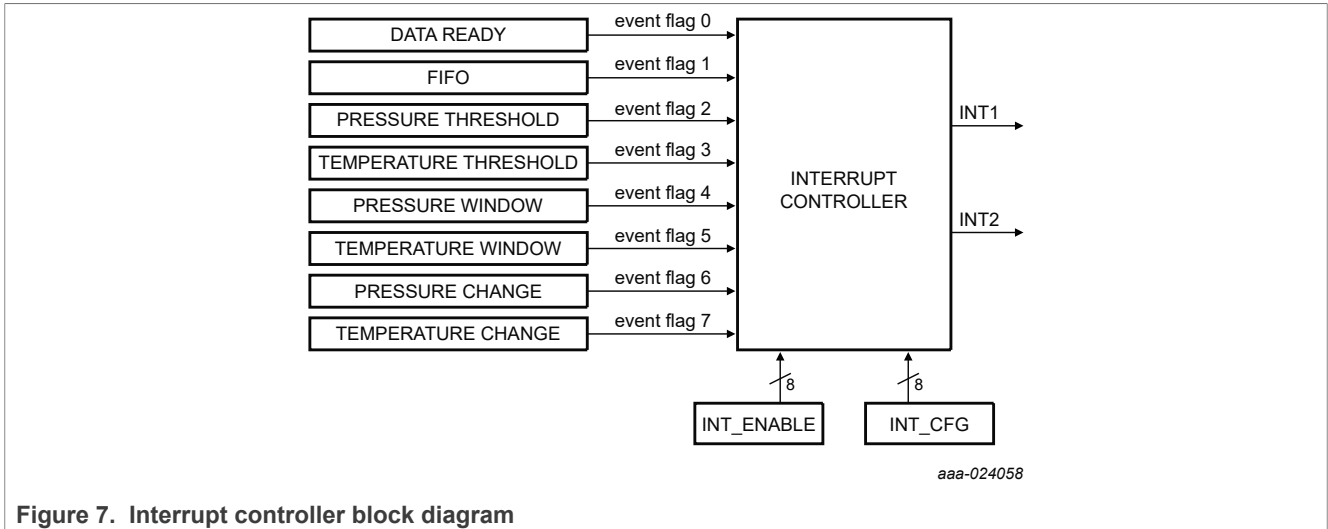 DATA READY
event flag 0
FIFO
event flag 1
PRESSURE THRESHOLD
event flag 2
TEMPERATURE THRESHOLD
event flag 3
PRESSURE WINDOW
event flag 4
TEMPERATURE WINDOW
event flag 5
PRESSURE CHANGE
event flag 6
TEMPERATURE CHANGE
event flag 7
INTERRUPT
CONTROLLER
INT1
INT2
8
8
INT_ENABLE
INT_CFG
aaa-024058
Figure 7. Interrupt controller block diagram